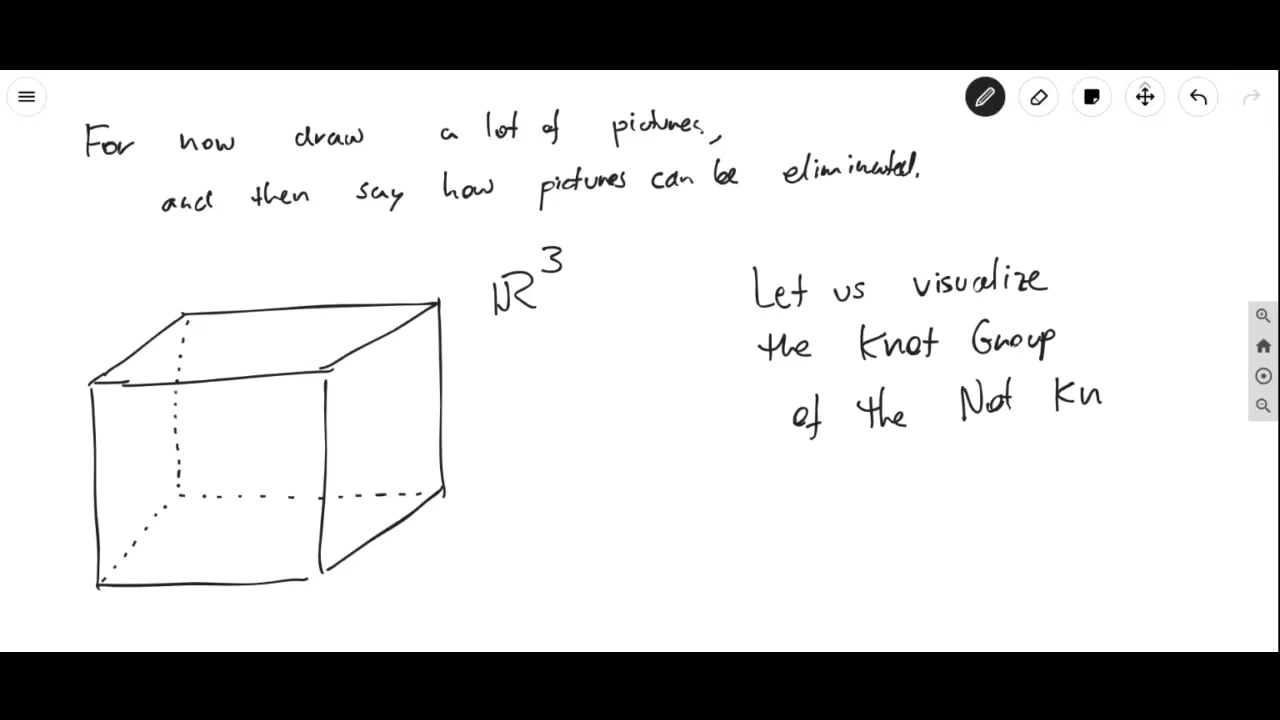 For now draw a lot of pictures,
and then say how pictures can be eliminated.
ℝ³
Let us visualize
the Knot Group
of the Not Kn